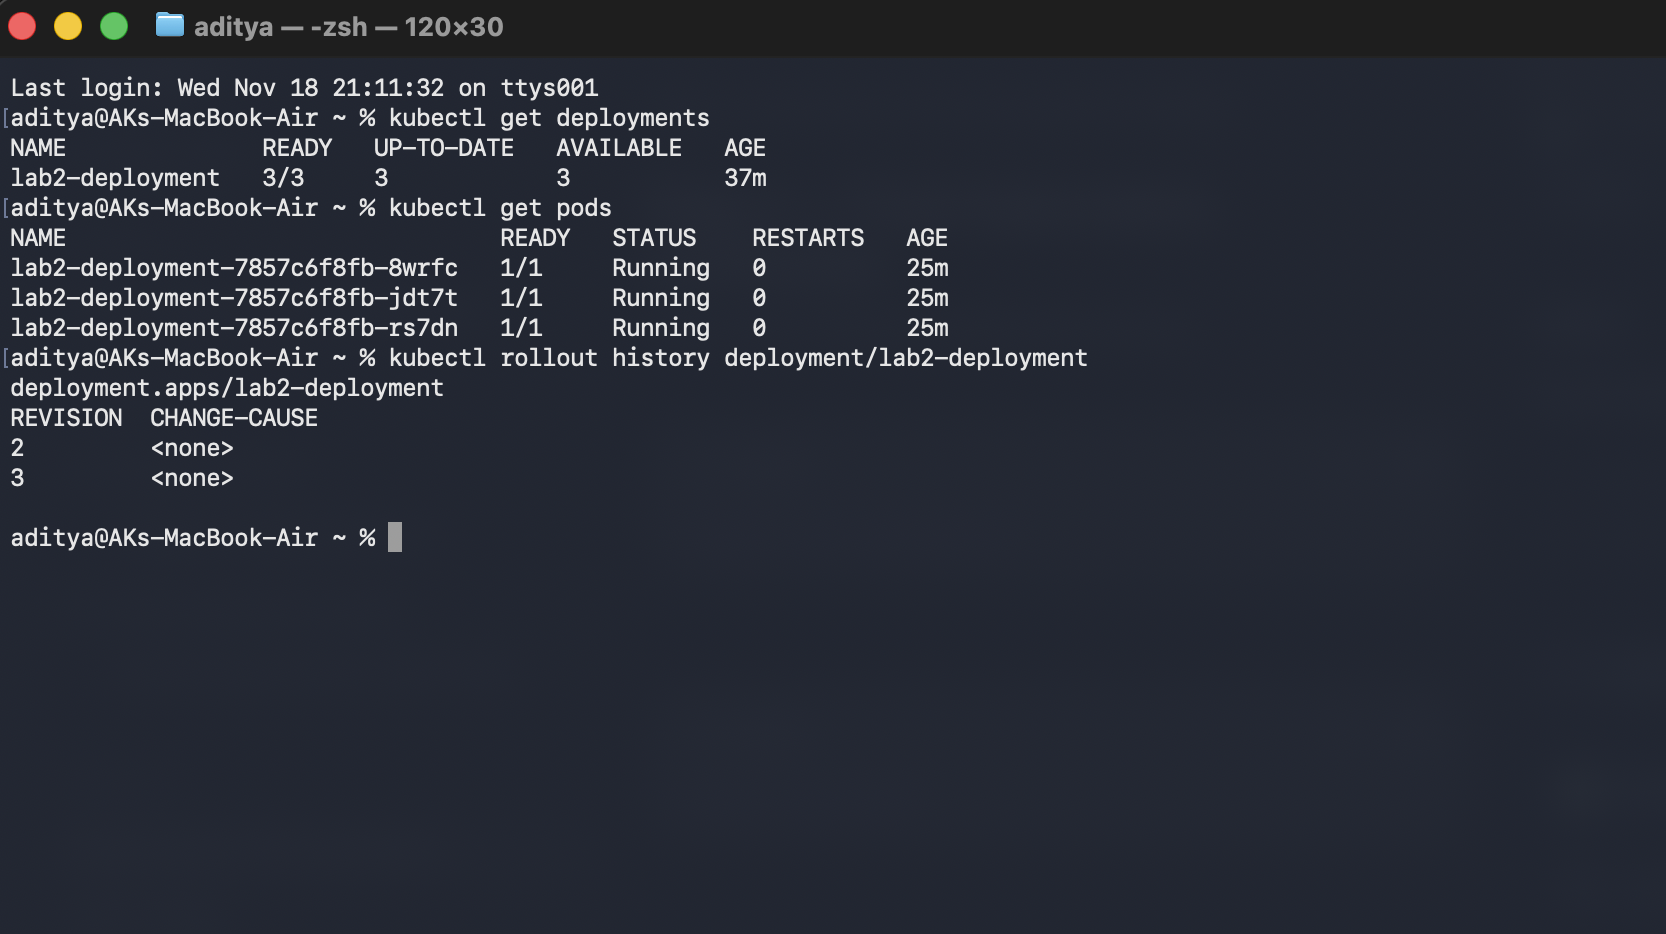 aditya — -zsh — 120×30
Last login: Wed Nov 18 21:11:32 on ttys001
[aditya@AKs-MacBook-Air ~ % kubectl get deployments
NAME              READY   UP-TO-DATE   AVAILABLE   AGE
lab2-deployment   3/3     3            3           37m
[aditya@AKs-MacBook-Air ~ % kubectl get pods
NAME                               READY   STATUS    RESTARTS   AGE
lab2-deployment-7857c6f8fb-8wrfc   1/1     Running   0          25m
lab2-deployment-7857c6f8fb-jdt7t   1/1     Running   0          25m
lab2-deployment-7857c6f8fb-rs7dn   1/1     Running   0          25m
[aditya@AKs-MacBook-Air ~ % kubectl rollout history deployment/lab2-deployment
deployment.apps/lab2-deployment
REVISION  CHANGE-CAUSE
2         <none>
3         <none>
aditya@AKs-MacBook-Air ~ %